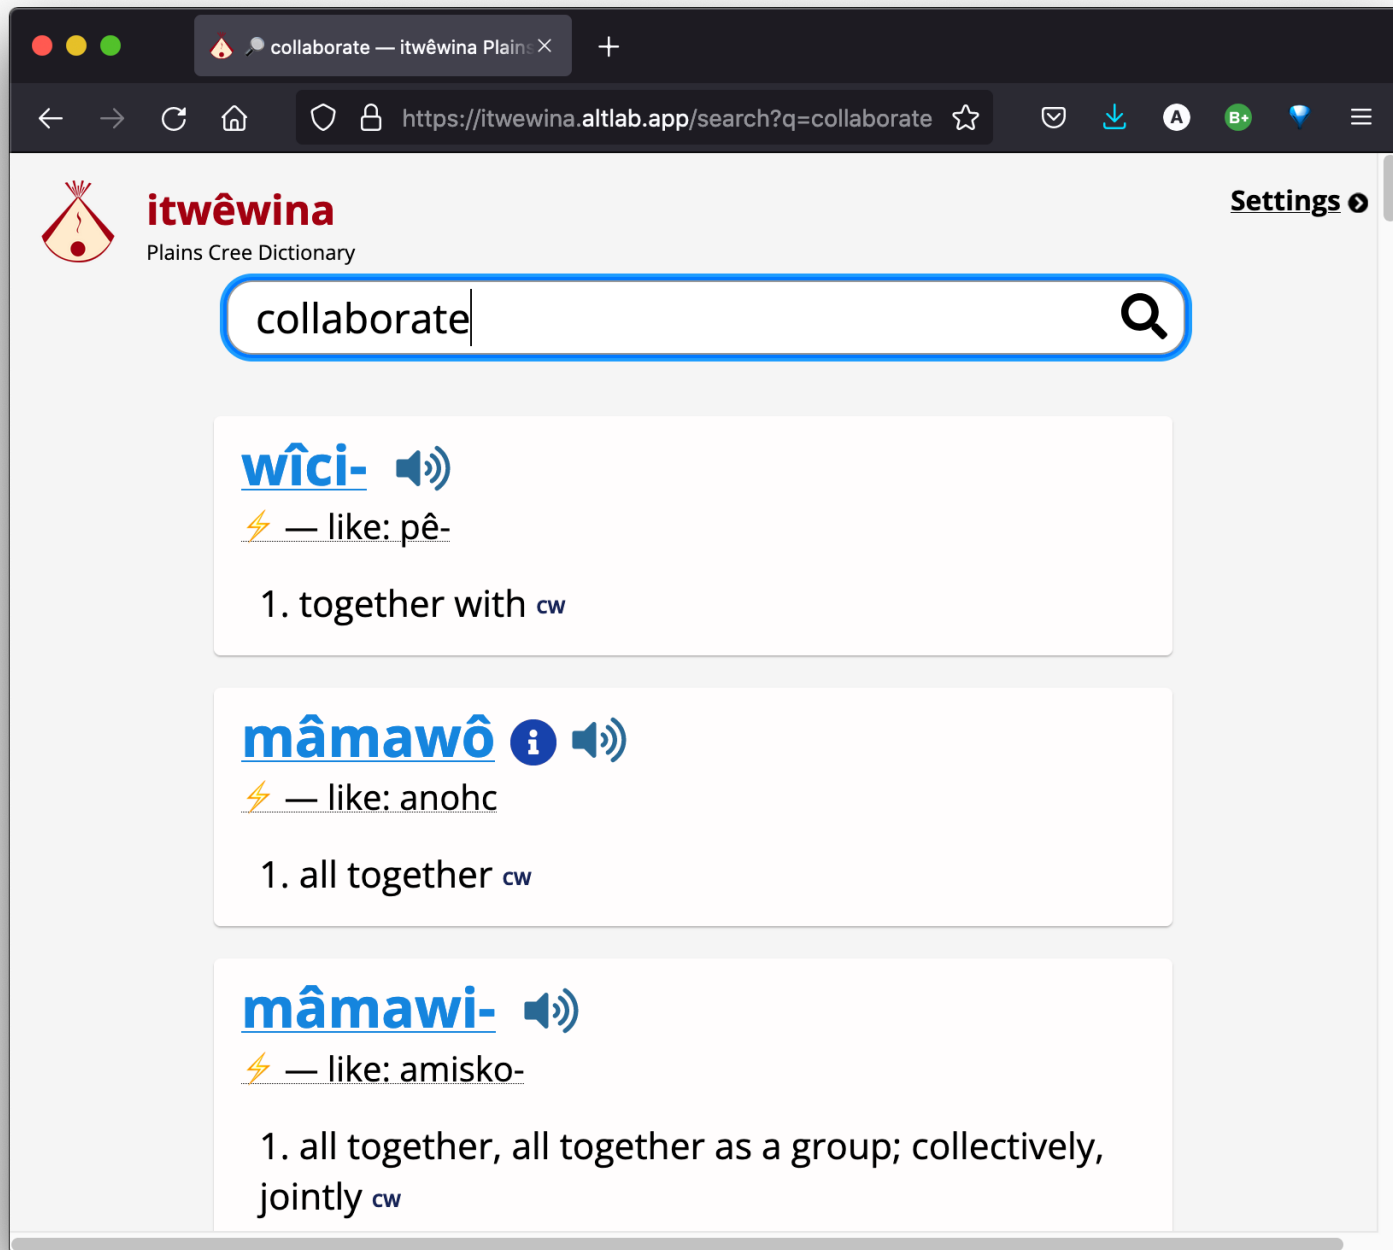 collaborate — itwêwina Plains
https://itwewina.altlab.app/search?q=collaborate
A
B+
itwêwina
Settings
Plains Cree Dictionary
collaborate
wîci-
— like: pê-
1. together with CW
mâmawô i
— like: anohc
1. all together CW
mâmawi-
— like: amisko-
1. all together, all together as a group; collectively,
jointly CW